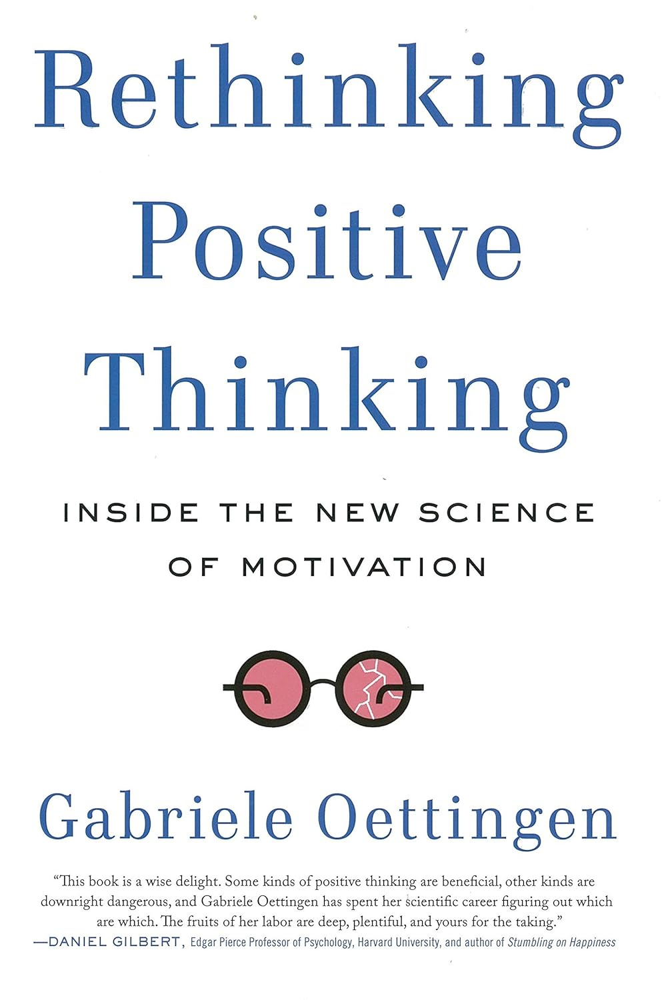 Rethinking
Positive
Thinking
INSIDE THE NEW SCIENCE
OF MOTIVATION
Gabriele Oettingen
“This book is a wise delight. Some kinds of positive thinking are beneficial, other kinds are
downright dangerous, and Gabriele Oettingen has spent her scientific career figuring out which
are which. The fruits of her labor are deep, plentiful, and yours for the taking.”
—DANIEL GILBERT, Edgar Pierce Professor of Psychology, Harvard University, and author of Stumbling on Happiness